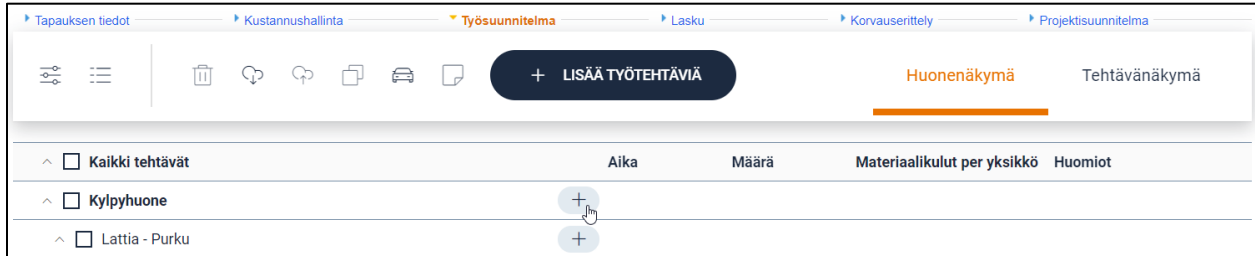 Tapauksen tiedot Kustannushallinta Työsuunnitelma Lasku Korvauserittely Projektisuunnitelma
+ LISÄÄ TYÖTEHTÄVIÄ Huonenäkymä Tehtävänäkymä
Kaikki tehtävät Aika Määrä Materiaalikulut per yksikkö Huomiot
Kylpyhuone +
Lattia - Purku +